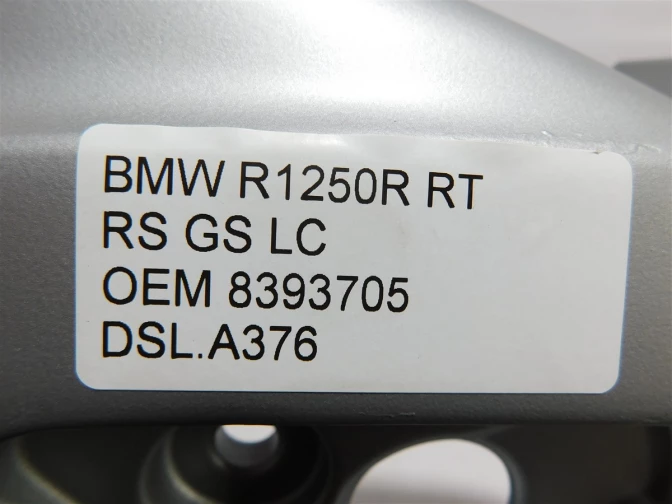 BMW R1250R RT
RS GS LC
OEM 8393705
DSL.A376